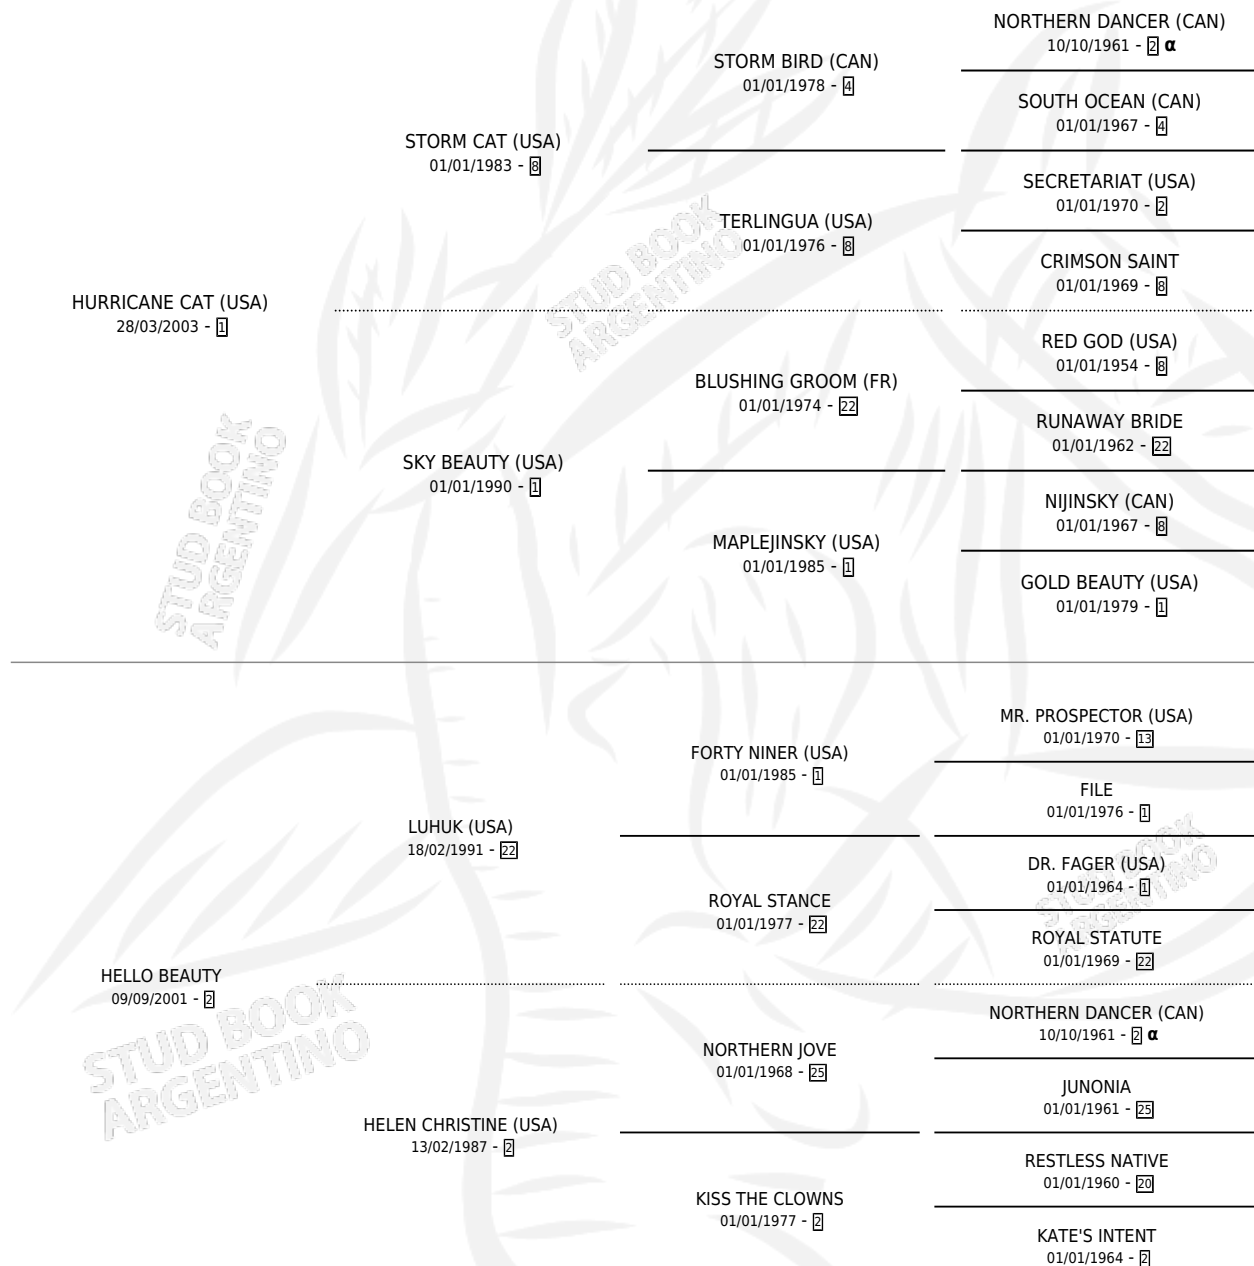 NORTHERN DANCER (CAN)
10/10/1961 - 2 α
STORM BIRD (CAN)
01/01/1978 - 4
SOUTH OCEAN (CAN)
01/01/1967 - 4
STORM CAT (USA)
01/01/1983 - 8
SECRETARIAT (USA)
01/01/1970 - 2
TERLINGUA (USA)
01/01/1976 - 8
CRIMSON SAINT
01/01/1969 - 8
HURRICANE CAT (USA)
28/03/2003 - 1
RED GOD (USA)
01/01/1954 - 8
BLUSHING GROOM (FR)
01/01/1974 - 22
RUNAWAY BRIDE
01/01/1962 - 22
SKY BEAUTY (USA)
01/01/1990 - 1
NIJINSKY (CAN)
01/01/1967 - 8
MAPLEJINSKY (USA)
01/01/1985 - 1
GOLD BEAUTY (USA)
01/01/1979 - 1
MR. PROSPECTOR (USA)
01/01/1970 - 13
FORTY NINER (USA)
01/01/1985 - 1
FILE
01/01/1976 - 1
LUHUK (USA)
18/02/1991 - 22
DR. FAGER (USA)
01/01/1964 - 1
ROYAL STANCE
01/01/1977 - 22
ROYAL STATUTE
01/01/1969 - 22
HELLO BEAUTY
09/09/2001 - 2
NORTHERN DANCER (CAN)
10/10/1961 - 2 α
NORTHERN JOVE
01/01/1968 - 25
JUNONIA
01/01/1961 - 25
HELEN CHRISTINE (USA)
13/02/1987 - 2
RESTLESS NATIVE
01/01/1960 - 20
KISS THE CLOWNS
01/01/1977 - 2
KATE'S INTENT
01/01/1964 - 2
STUD BOOK
ARGENTINO
STUD BOOK
ARGENTINO
STUD BOOK
ARGENTINO
STUD BOOK
ARGENTINO